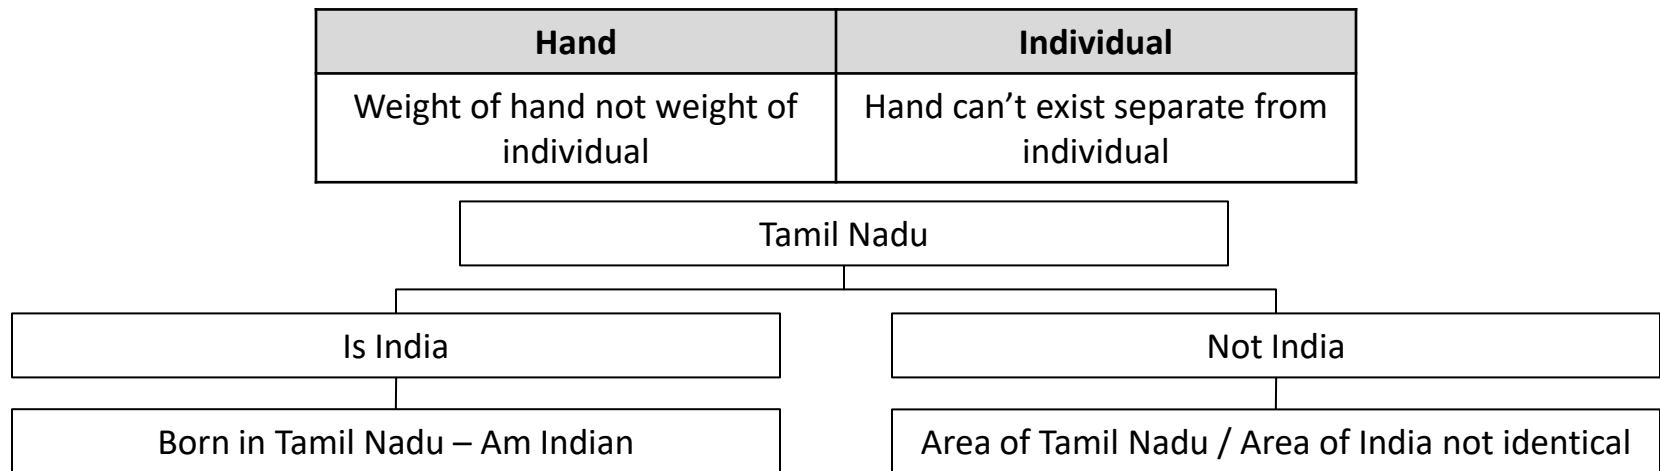 Hand
Individual
Weight of hand not weight of
individual
Hand can’t exist separate from
individual
Tamil Nadu
Is India
Not India
Born in Tamil Nadu – Am Indian
Area of Tamil Nadu / Area of India not identical